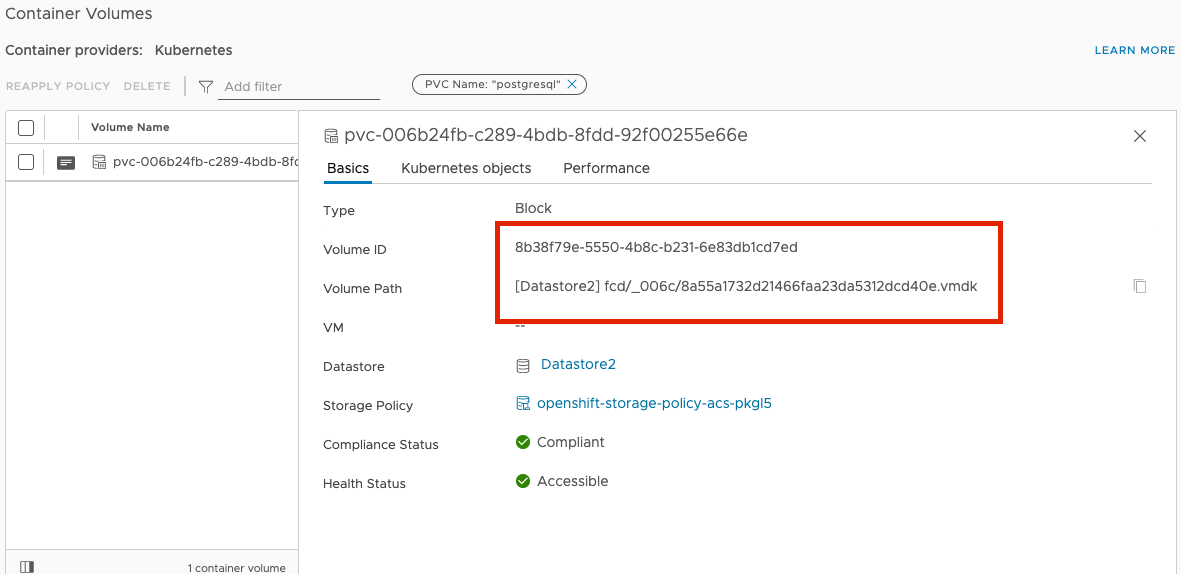 Container Volumes
Container providers: Kubernetes
LEARN MORE
REAPPLY POLICY DELETE Add filter PVC Name: "postgresql"
Volume Name
pvc-006b24fb-c289-4bdb-8fd
pvc-006b24fb-c289-4bdb-8fdd-92f00255e66e
Basics Kubernetes objects Performance
Type Block
Volume ID 8b38f79e-5550-4b8c-b231-6e83db1cd7ed
Volume Path [Datastore2] fcd/_006c/8a55a1732d21466faa23da5312dcd40e.vmdk
VM --
Datastore Datastore2
Storage Policy openshift-storage-policy-acs-pkgl5
Compliance Status Compliant
Health Status Accessible
1 container volume